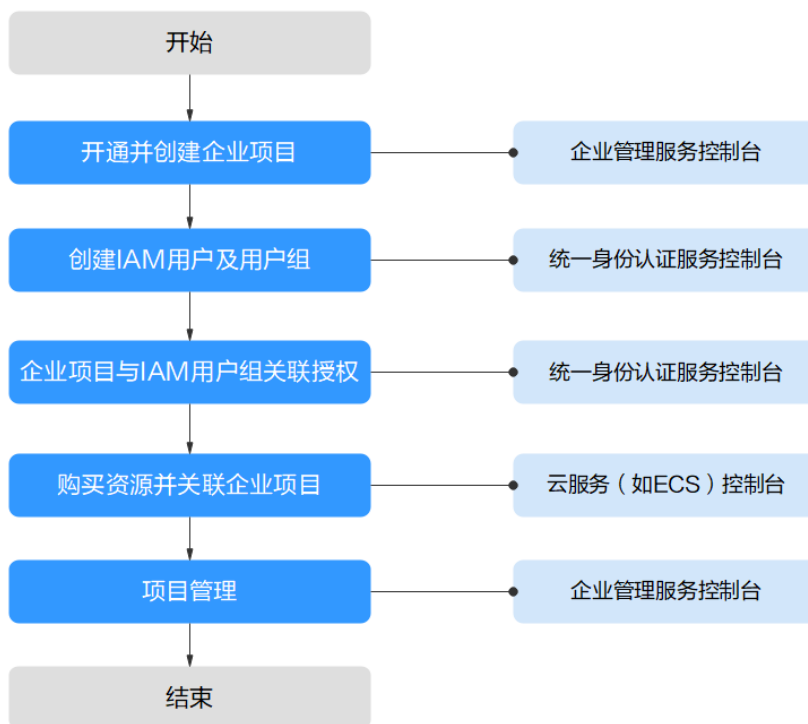 开始
开通并创建企业项目
企业管理服务控制台
创建IAM用户及用户组
统一身份认证服务控制台
企业项目与IAM用户组关联授权
统一身份认证服务控制台
购买资源并关联企业项目
云服务（如ECS）控制台
项目管理
企业管理服务控制台
结束